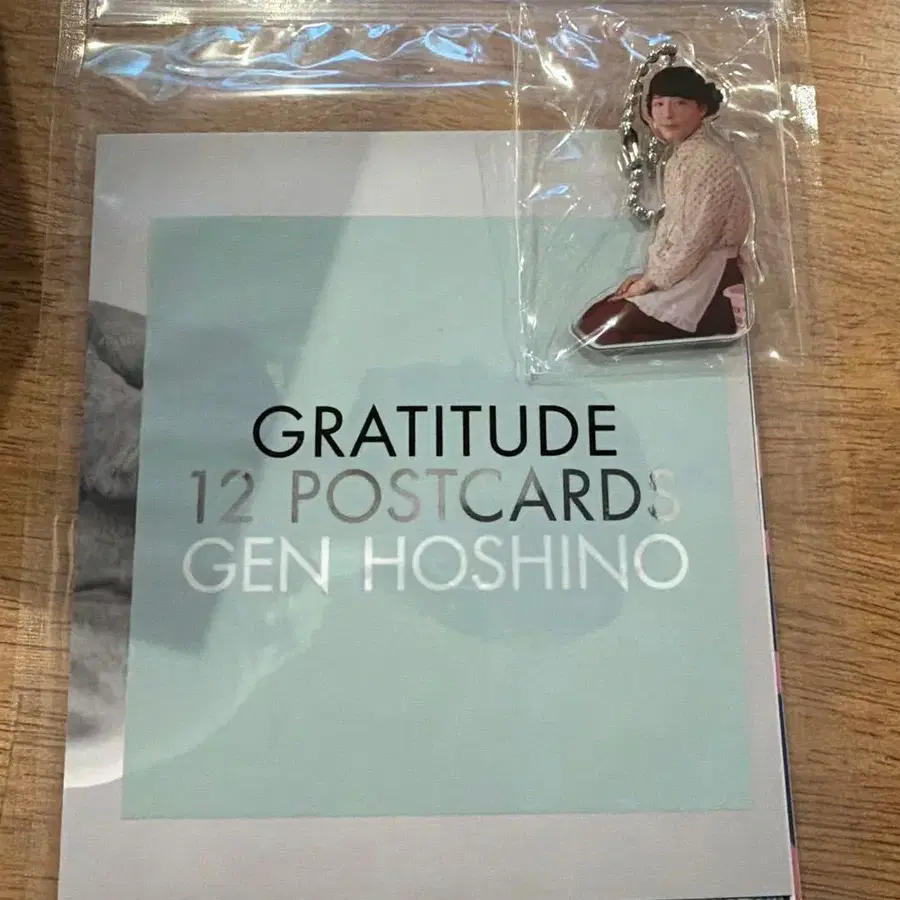 GRATITUDE
12 POSTCARDS
GEN HOSHINO